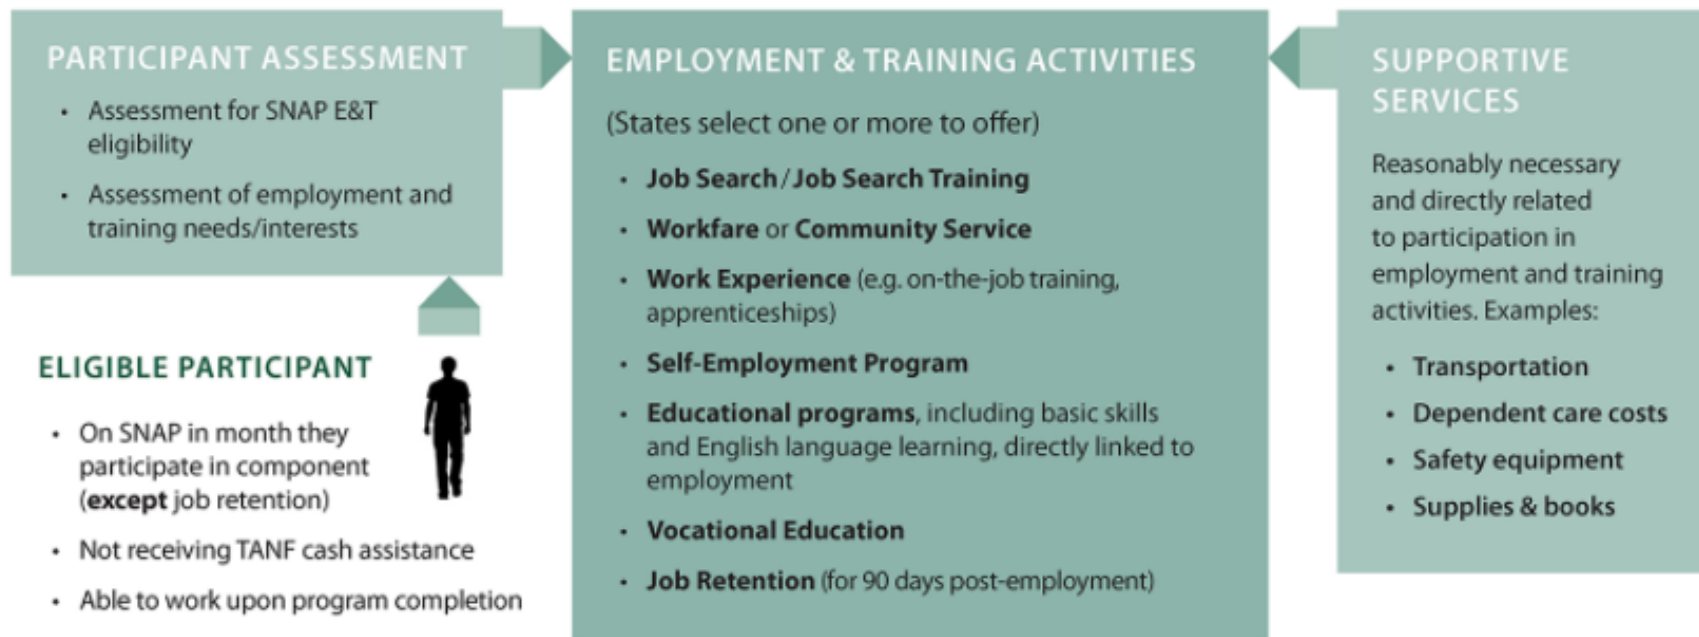 PARTICIPANT ASSESSMENT
• Assessment for SNAP E&T
eligibility
• Assessment of employment and
training needs/interests
ELIGIBLE PARTICIPANT
• On SNAP in month they
participate in component
(except job retention)
• Not receiving TANF cash assistance
• Able to work upon program completion
EMPLOYMENT & TRAINING ACTIVITIES
(States select one or more to offer)
• Job Search/Job Search Training
• Workfare or Community Service
• Work Experience (e.g. on-the-job training,
apprenticeships)
• Self-Employment Program
• Educational programs, including basic skills
and English language learning, directly linked to
employment
• Vocational Education
• Job Retention (for 90 days post-employment)
SUPPORTIVE
SERVICES
Reasonably necessary
and directly related
to participation in
employment and training
activities. Examples:
• Transportation
• Dependent care costs
• Safety equipment
• Supplies & books